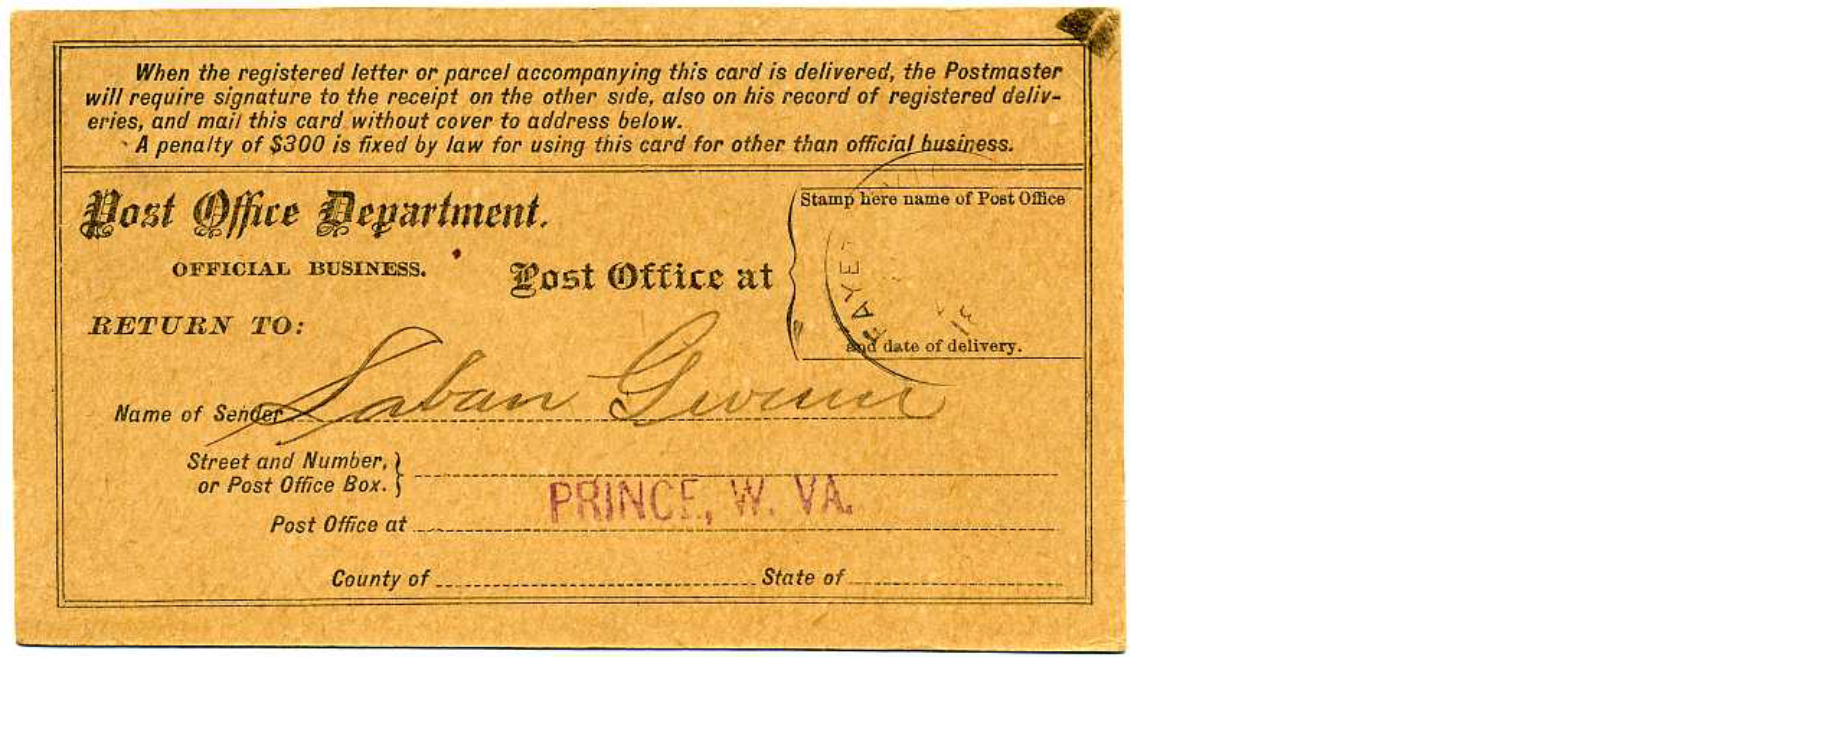 When the registered letter or parcel accompanying this card is delivered, the Postmaster
will require signature to the receipt on the other side, also on his record of registered deliv-
eries, and mail this card without cover to address below.
A penalty of $300 is fixed by law for using this card for other than official business.
Post Office Department.
OFFICIAL BUSINESS.
Post Office at
Stamp here name of Post Office
FAYE
31
and date of delivery.
RETURN TO:
Name of Sender Laban Gwinn
Street and Number,
or Post Office Box.
PRINCE, W. VA.
Post Office at
County of State of